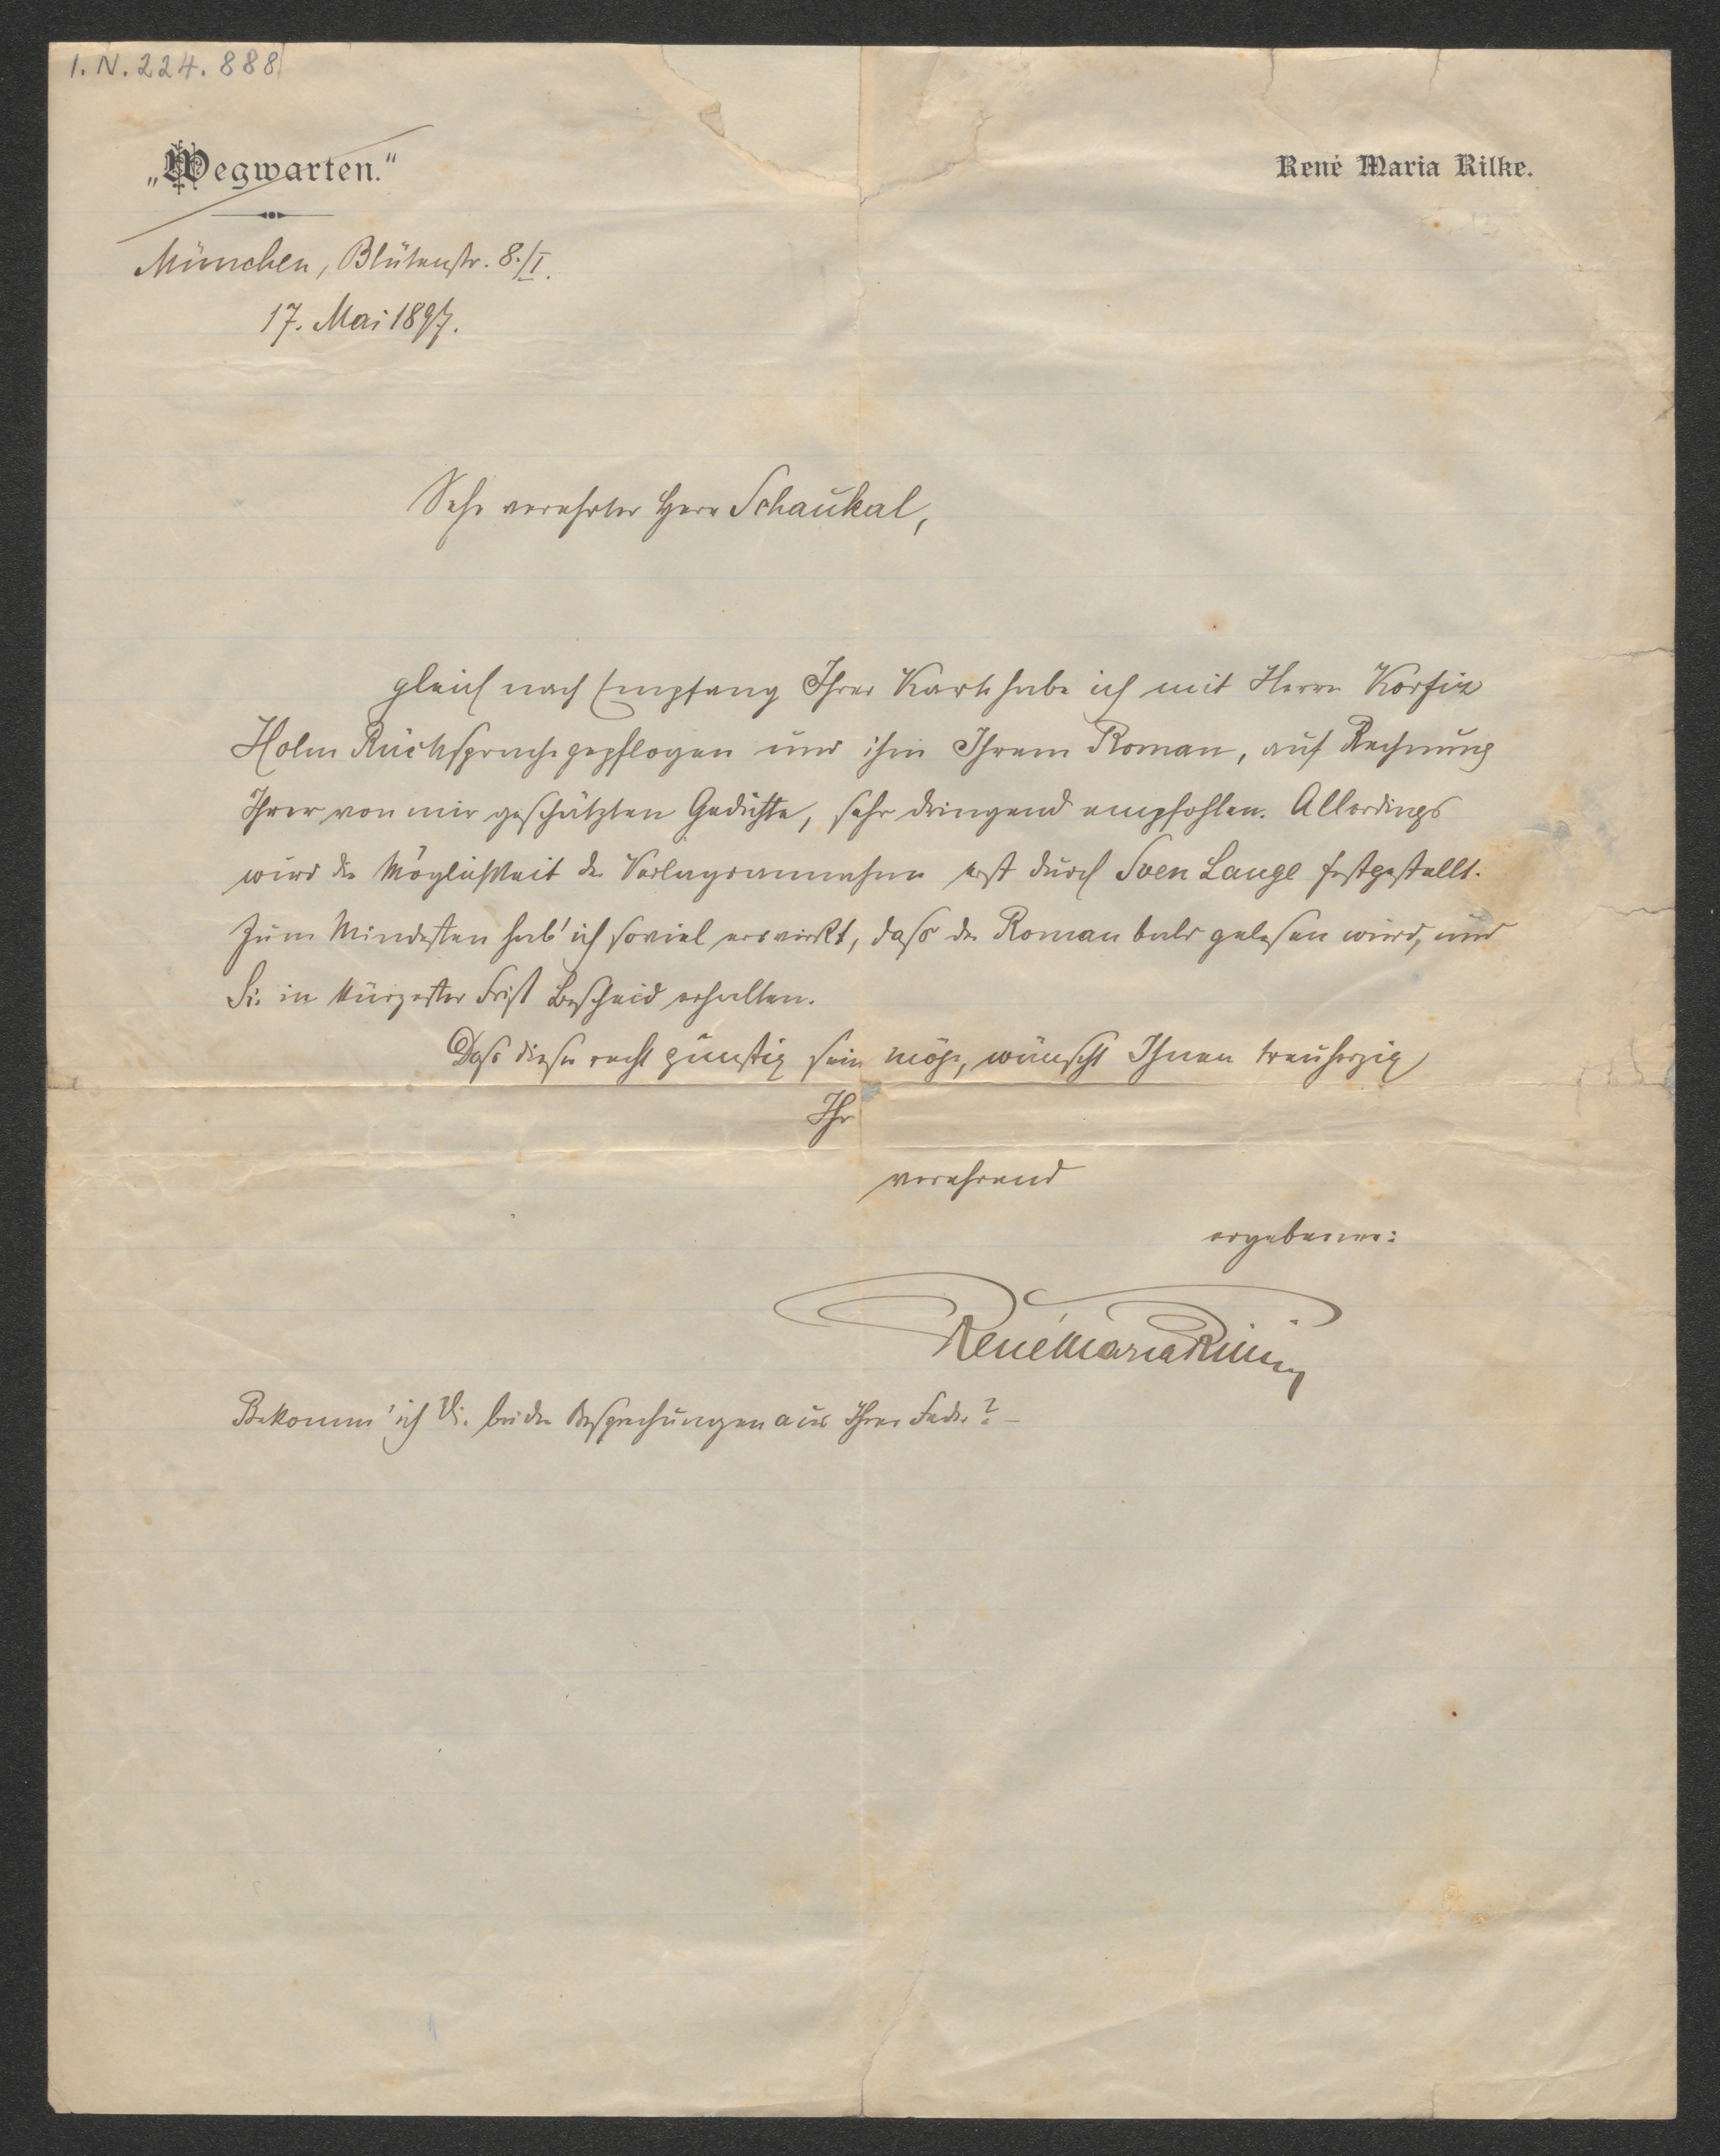 I. N. 224.888
„Wegwarten.“
René Maria Rilke.
München, Blütenstr. 8./I.
17. Mai 1897.
Sehr verehrter Herr Schaukal,
gleich nach Empfang Ihrer Karte habe ich mit Herrn Korfiz
Holm Rücksprache gepflogen und ihm Ihren Roman, auf Rechnung
Ihrer von mir geschätzten Gedichte, sehr dringend empfohlen. Allerdings
wird die Möglichkeit der Verlagsannahme erst durch Sven Lange festgestellt.
Zum Mindesten hab' ich soviel erwirkt, dass der Roman bald gelesen wird, und
Sie in kürzester Frist Bescheid erhalten.
Dass dieser recht günstig sein möge, wünscht Ihnen treuherzig
Ihr
verehrend
ergebener:
René Maria Rilke
Bekomm' ich die beiden Besprechungen aus Ihrer Feder? –